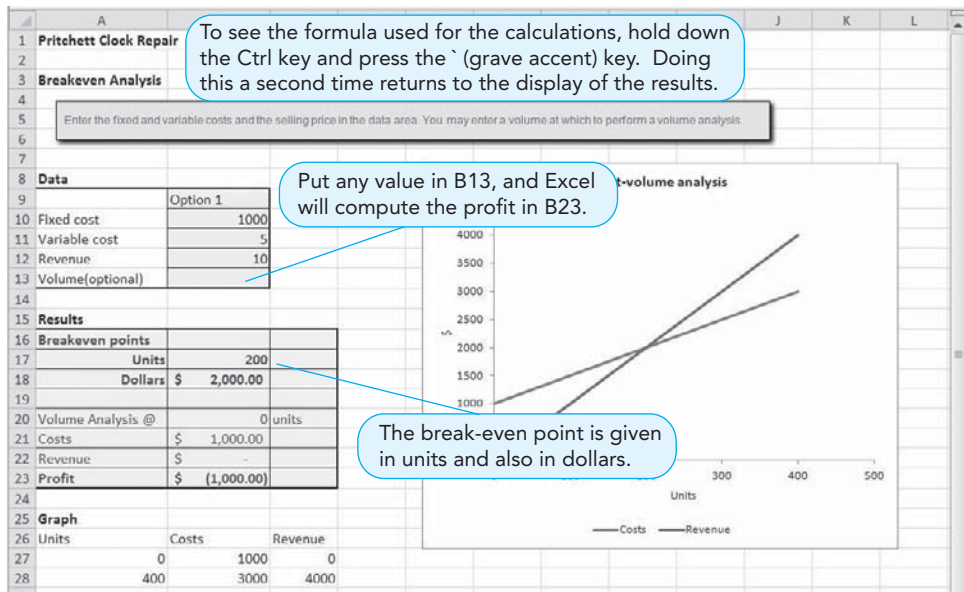 A J K L
1 Pritchett Clock Repair
To see the formula used for the calculations, hold down
the Ctrl key and press the ` (grave accent) key. Doing
this a second time returns to the display of the results.
2
3 Breakeven Analysis
4
5 Enter the fixed and variable costs and the selling price in the data area. You may enter a volume at which to perform a volume analysis.
6
7
8 Data
Put any value in B13, and Excel
will compute the profit in B23.
t-volume analysis
9 Option 1
10 Fixed cost 1000
11 Variable cost 5
12 Revenue 10
13 Volume(optional)
14
15 Results
16 Breakeven points
17 Units 200
18 Dollars $ 2,000.00
19
20 Volume Analysis @ 0 units
21 Costs $ 1,000.00
22 Revenue $ -
23 Profit $ (1,000.00)
The break-even point is given
in units and also in dollars.
24
25 Graph
26 Units Costs Revenue
27 0 1000 0
28 400 3000 4000
4000
3500
3000
2500
$
2000
1500
1000
300 400 500
Units
Costs Revenue